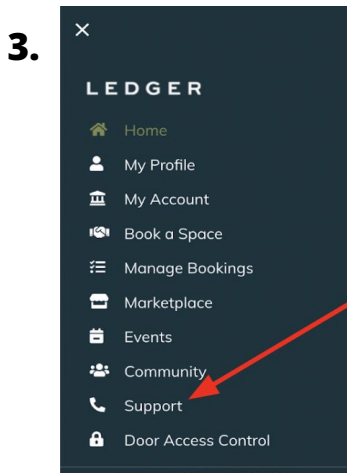 3.
LEDGER
Home
My Profile
My Account
Book a Space
Manage Bookings
Marketplace
Events
Community
Support
Door Access Control